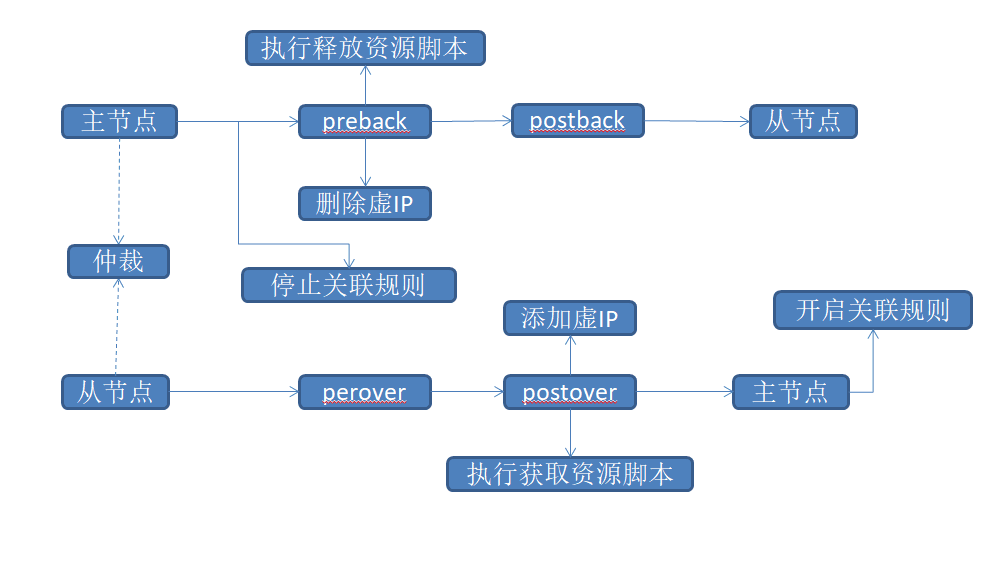 执行释放资源脚本
主节点
preback
postback
从节点
删除虚IP
仲裁
停止关联规则
添加虚IP
开启关联规则
从节点
perover
postover
主节点
执行获取资源脚本